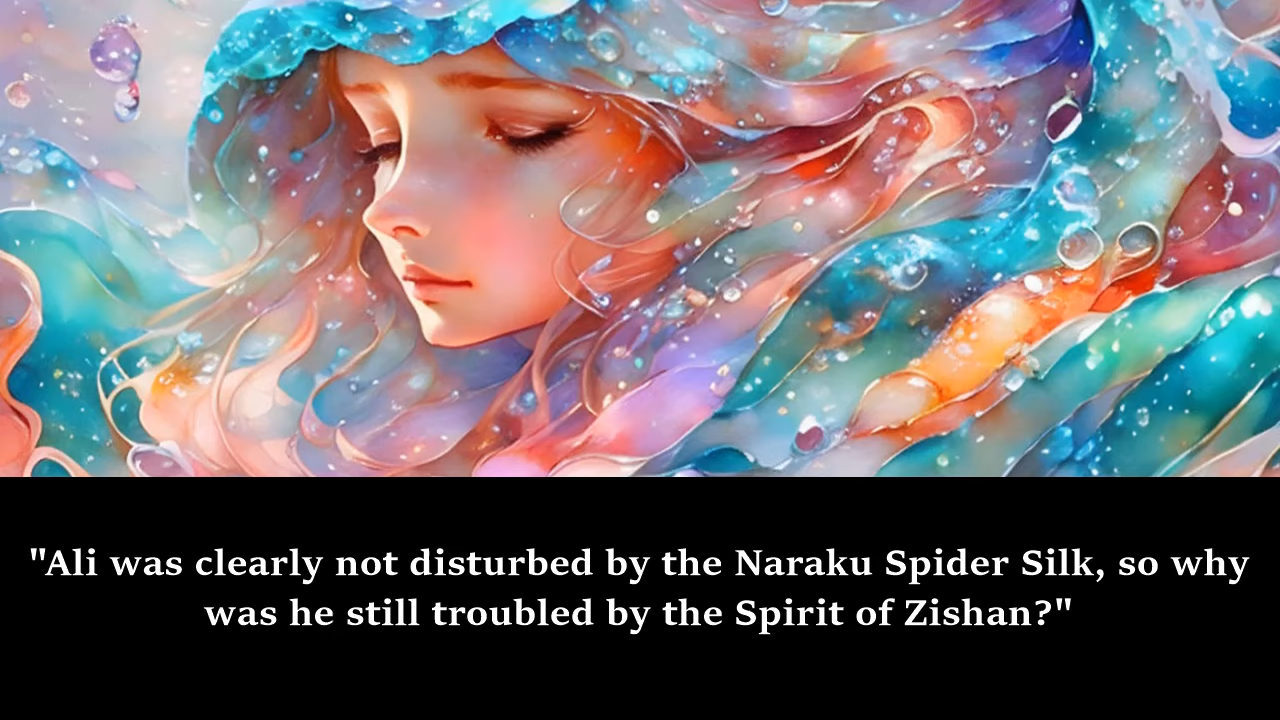 "Ali was clearly not disturbed by the Naraku Spider Silk, so why
was he still troubled by the Spirit of Zishan?"